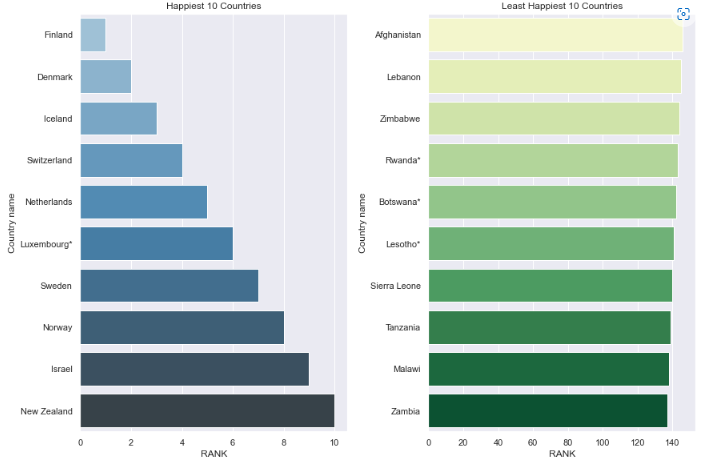 Happiest 10 Countries
Country name
Finland
Denmark
Iceland
Switzerland
Netherlands
Luxembourg*
Sweden
Norway
Israel
New Zealand
0 2 4 6 8 10
RANK
Least Happiest 10 Countries
Country name
Afghanistan
Lebanon
Zimbabwe
Rwanda*
Botswana*
Lesotho*
Sierra Leone
Tanzania
Malawi
Zambia
0 20 40 60 80 100 120 140
RANK